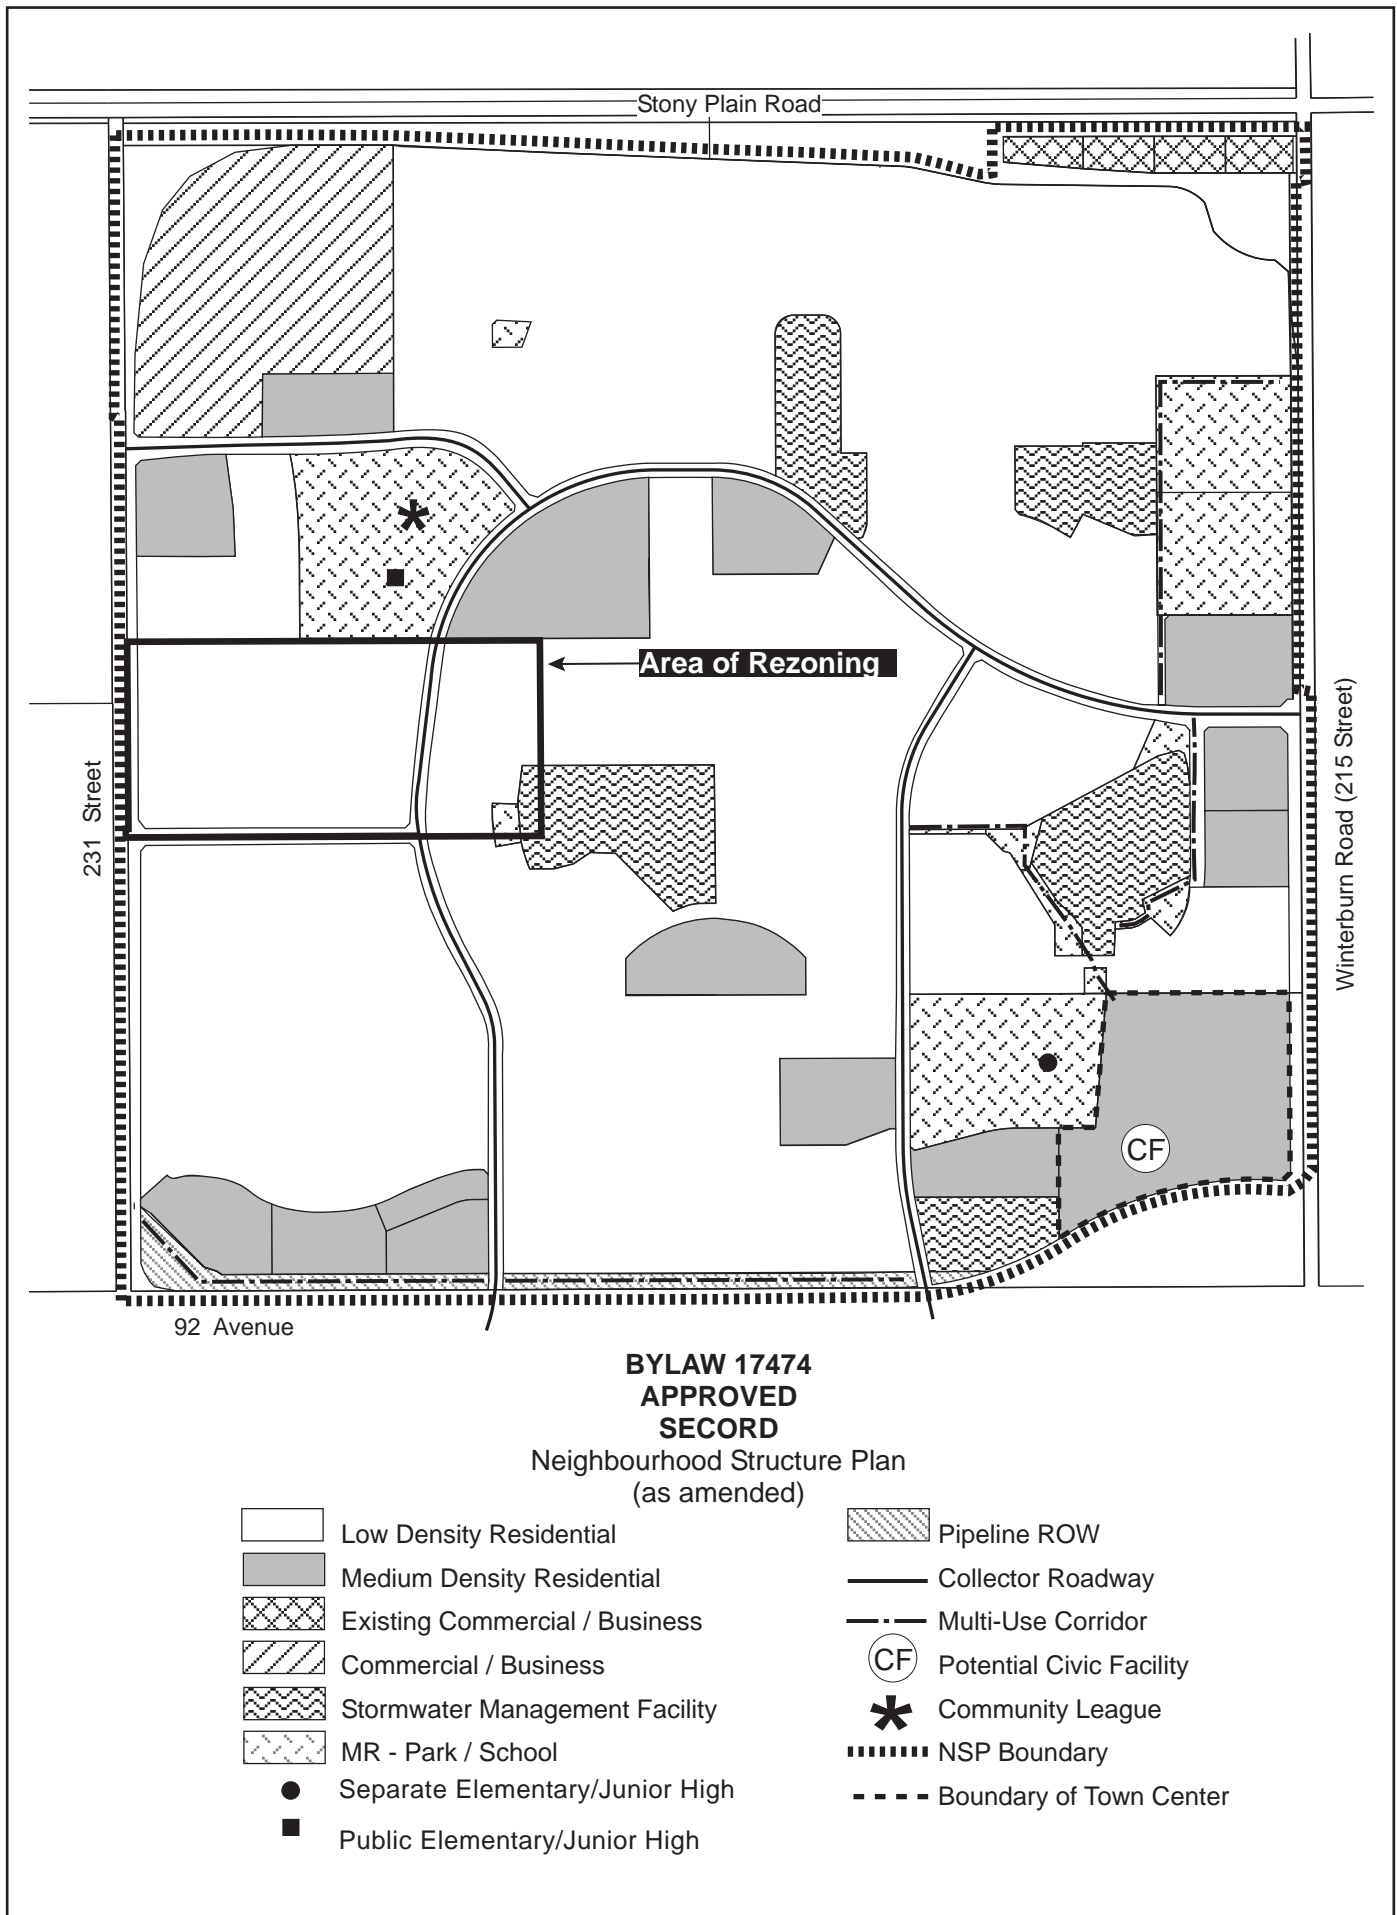 Stony Plain Road
Area of Rezoning
231 Street
Winterburn Road (215 Street)
CF
92 Avenue
BYLAW 17474
APPROVED
SECORD
Neighbourhood Structure Plan
(as amended)
Low Density Residential
Medium Density Residential
Existing Commercial / Business
Commercial / Business
Stormwater Management Facility
MR - Park / School
Separate Elementary/Junior High
Public Elementary/Junior High
Pipeline ROW
Collector Roadway
Multi-Use Corridor
CF Potential Civic Facility
Community League
NSP Boundary
Boundary of Town Center